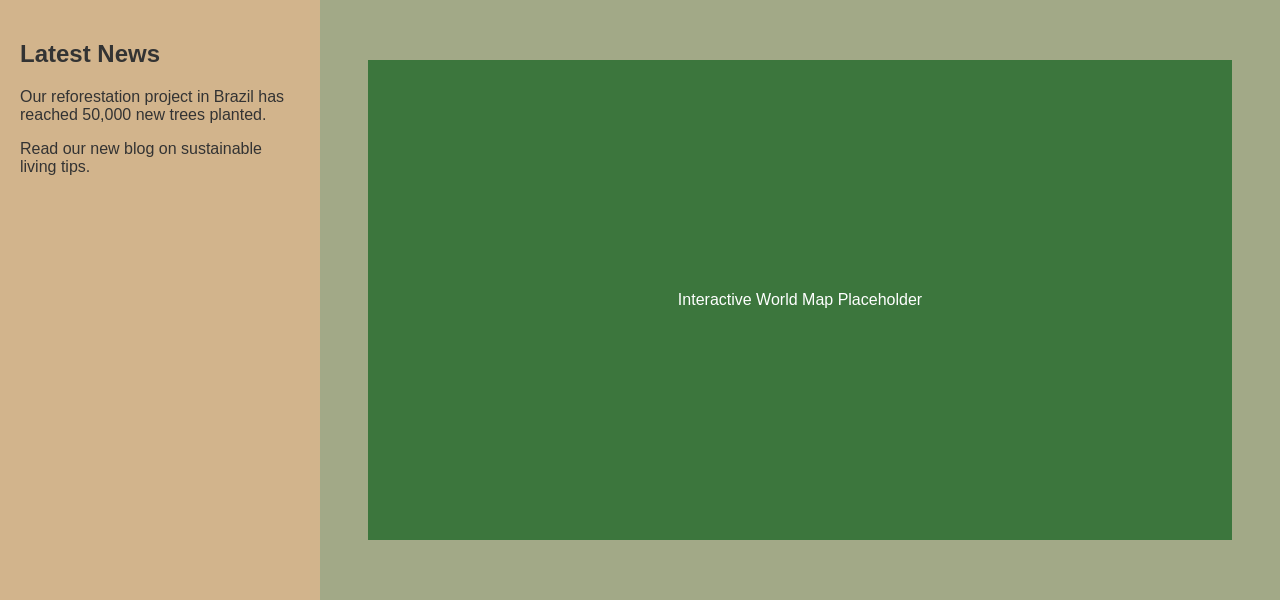 Latest News
Our reforestation project in Brazil has
reached 50,000 new trees planted.
Read our new blog on sustainable
living tips.
Interactive World Map Placeholder